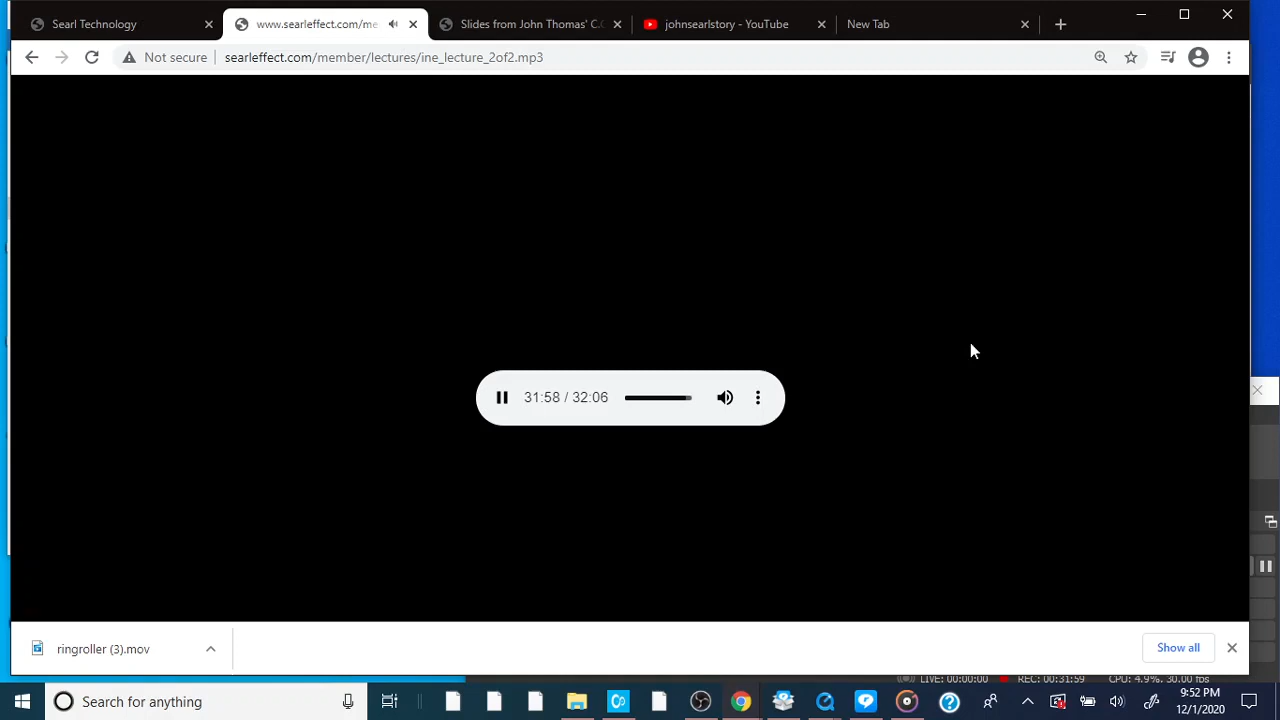 Searl Technology
www.searleffect.com/me
Slides from John Thomas' C.
johnsearlstory - YouTube
New Tab
Not secure
searleffect.com/member/lectures/ine_lecture_2of2.mp3
31:58 / 32:06
ringroller (3).mov
Show all
LIVE: 00:00:00
REC: 00:31:59
CPU: 4.9%, 30.00 fps
Search for anything
9:52 PM
12/1/2020